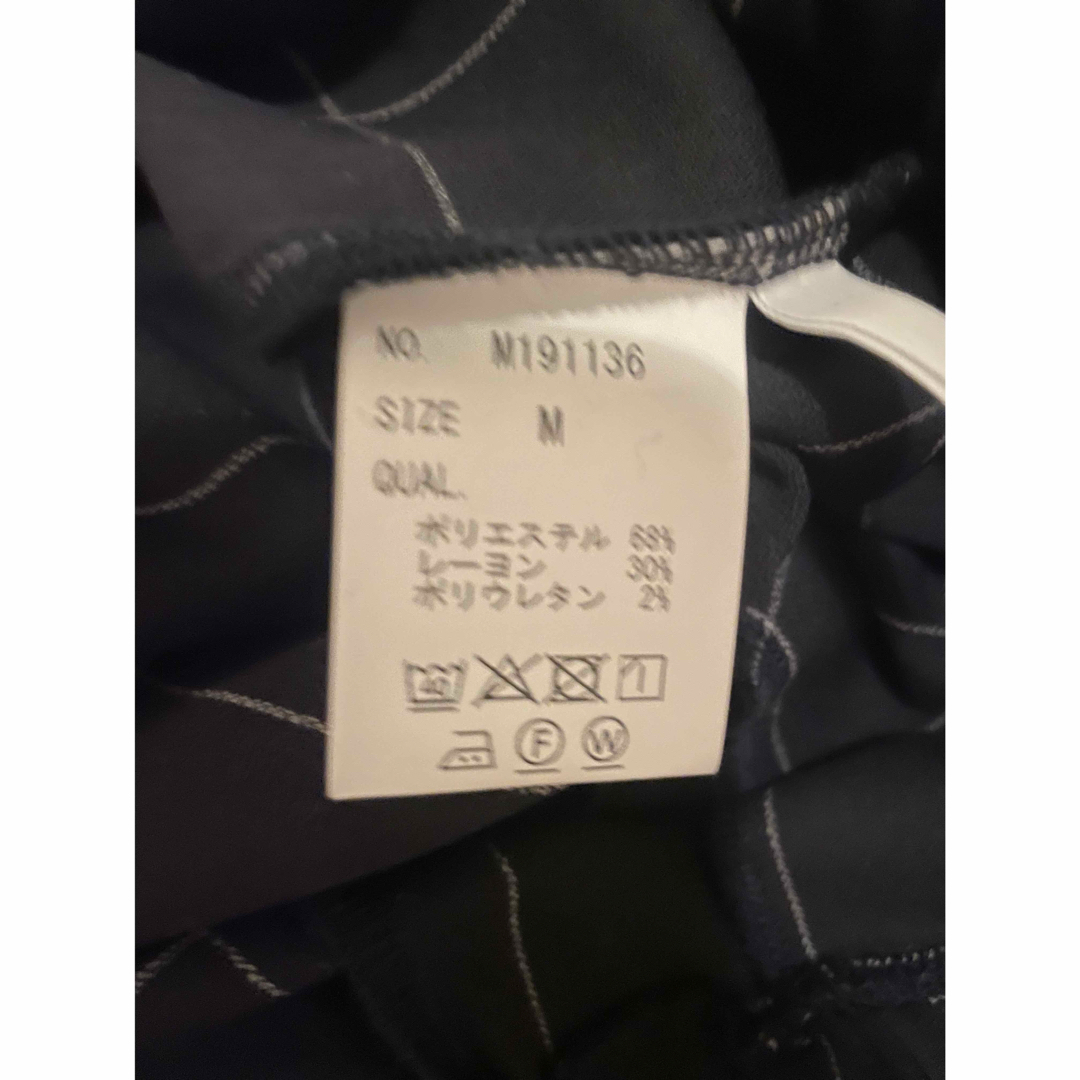 NO. M191136
SIZE M
QUAL.
ポリエステル 68%
レーヨン 30%
ポリウレタン 2%
40
F W